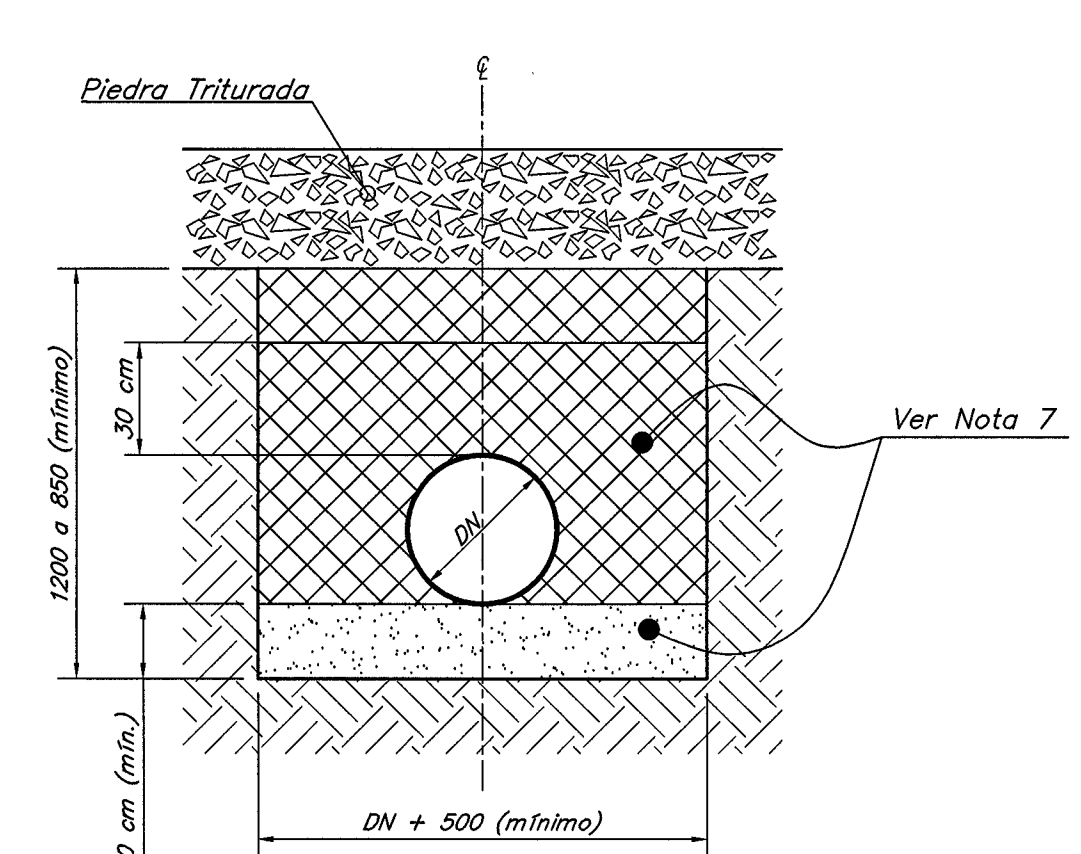 ℄
Piedra Triturada
30 cm
1200 a 850 (mínimo)
Ver Nota 7
DN
cm (mín.)
DN + 500 (mínimo)